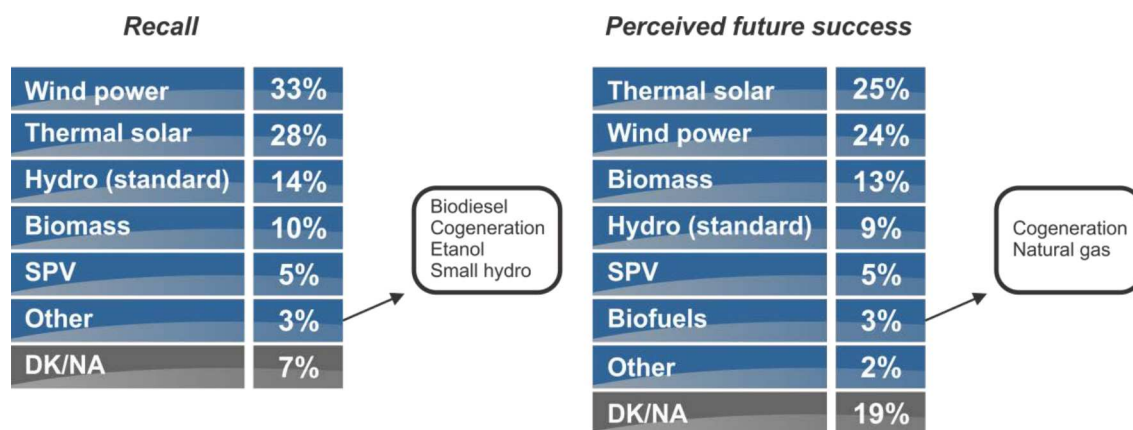 Recall
Wind power 33%
Thermal solar 28%
Hydro (standard) 14%
Biomass 10%
SPV 5%
Other 3%
DK/NA 7%
Biodiesel
Cogeneration
Etanol
Small hydro
Perceived future success
Thermal solar 25%
Wind power 24%
Biomass 13%
Hydro (standard) 9%
SPV 5%
Biofuels 3%
Other 2%
DK/NA 19%
Cogeneration
Natural gas